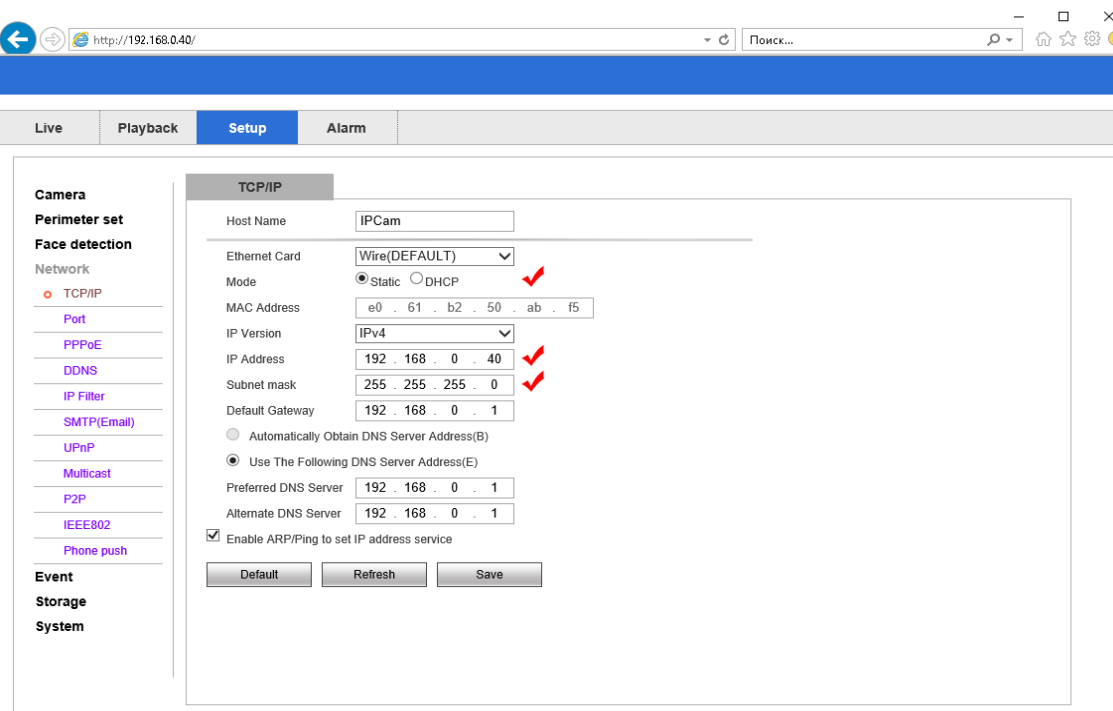 http://192.168.0.40/ Поиск...
Live Playback Setup Alarm
Camera
Perimeter set
Face detection
Network
TCP/IP
Port
PPPoE
DDNS
IP Filter
SMTP(Email)
UPnP
Multicast
P2P
IEEE802
Phone push
Event
Storage
System
TCP/IP
Host Name IPCam
Ethernet Card Wire(DEFAULT)
Mode Static DHCP
MAC Address e0 . 61 . b2 . 50 . ab . f5
IP Version IPv4
IP Address 192 . 168 . 0 . 40
Subnet mask 255 . 255 . 255 . 0
Default Gateway 192 . 168 . 0 . 1
Automatically Obtain DNS Server Address(B)
Use The Following DNS Server Address(E)
Preferred DNS Server 192 . 168 . 0 . 1
Alternate DNS Server 192 . 168 . 0 . 1
Enable ARP/Ping to set IP address service
Default Refresh Save